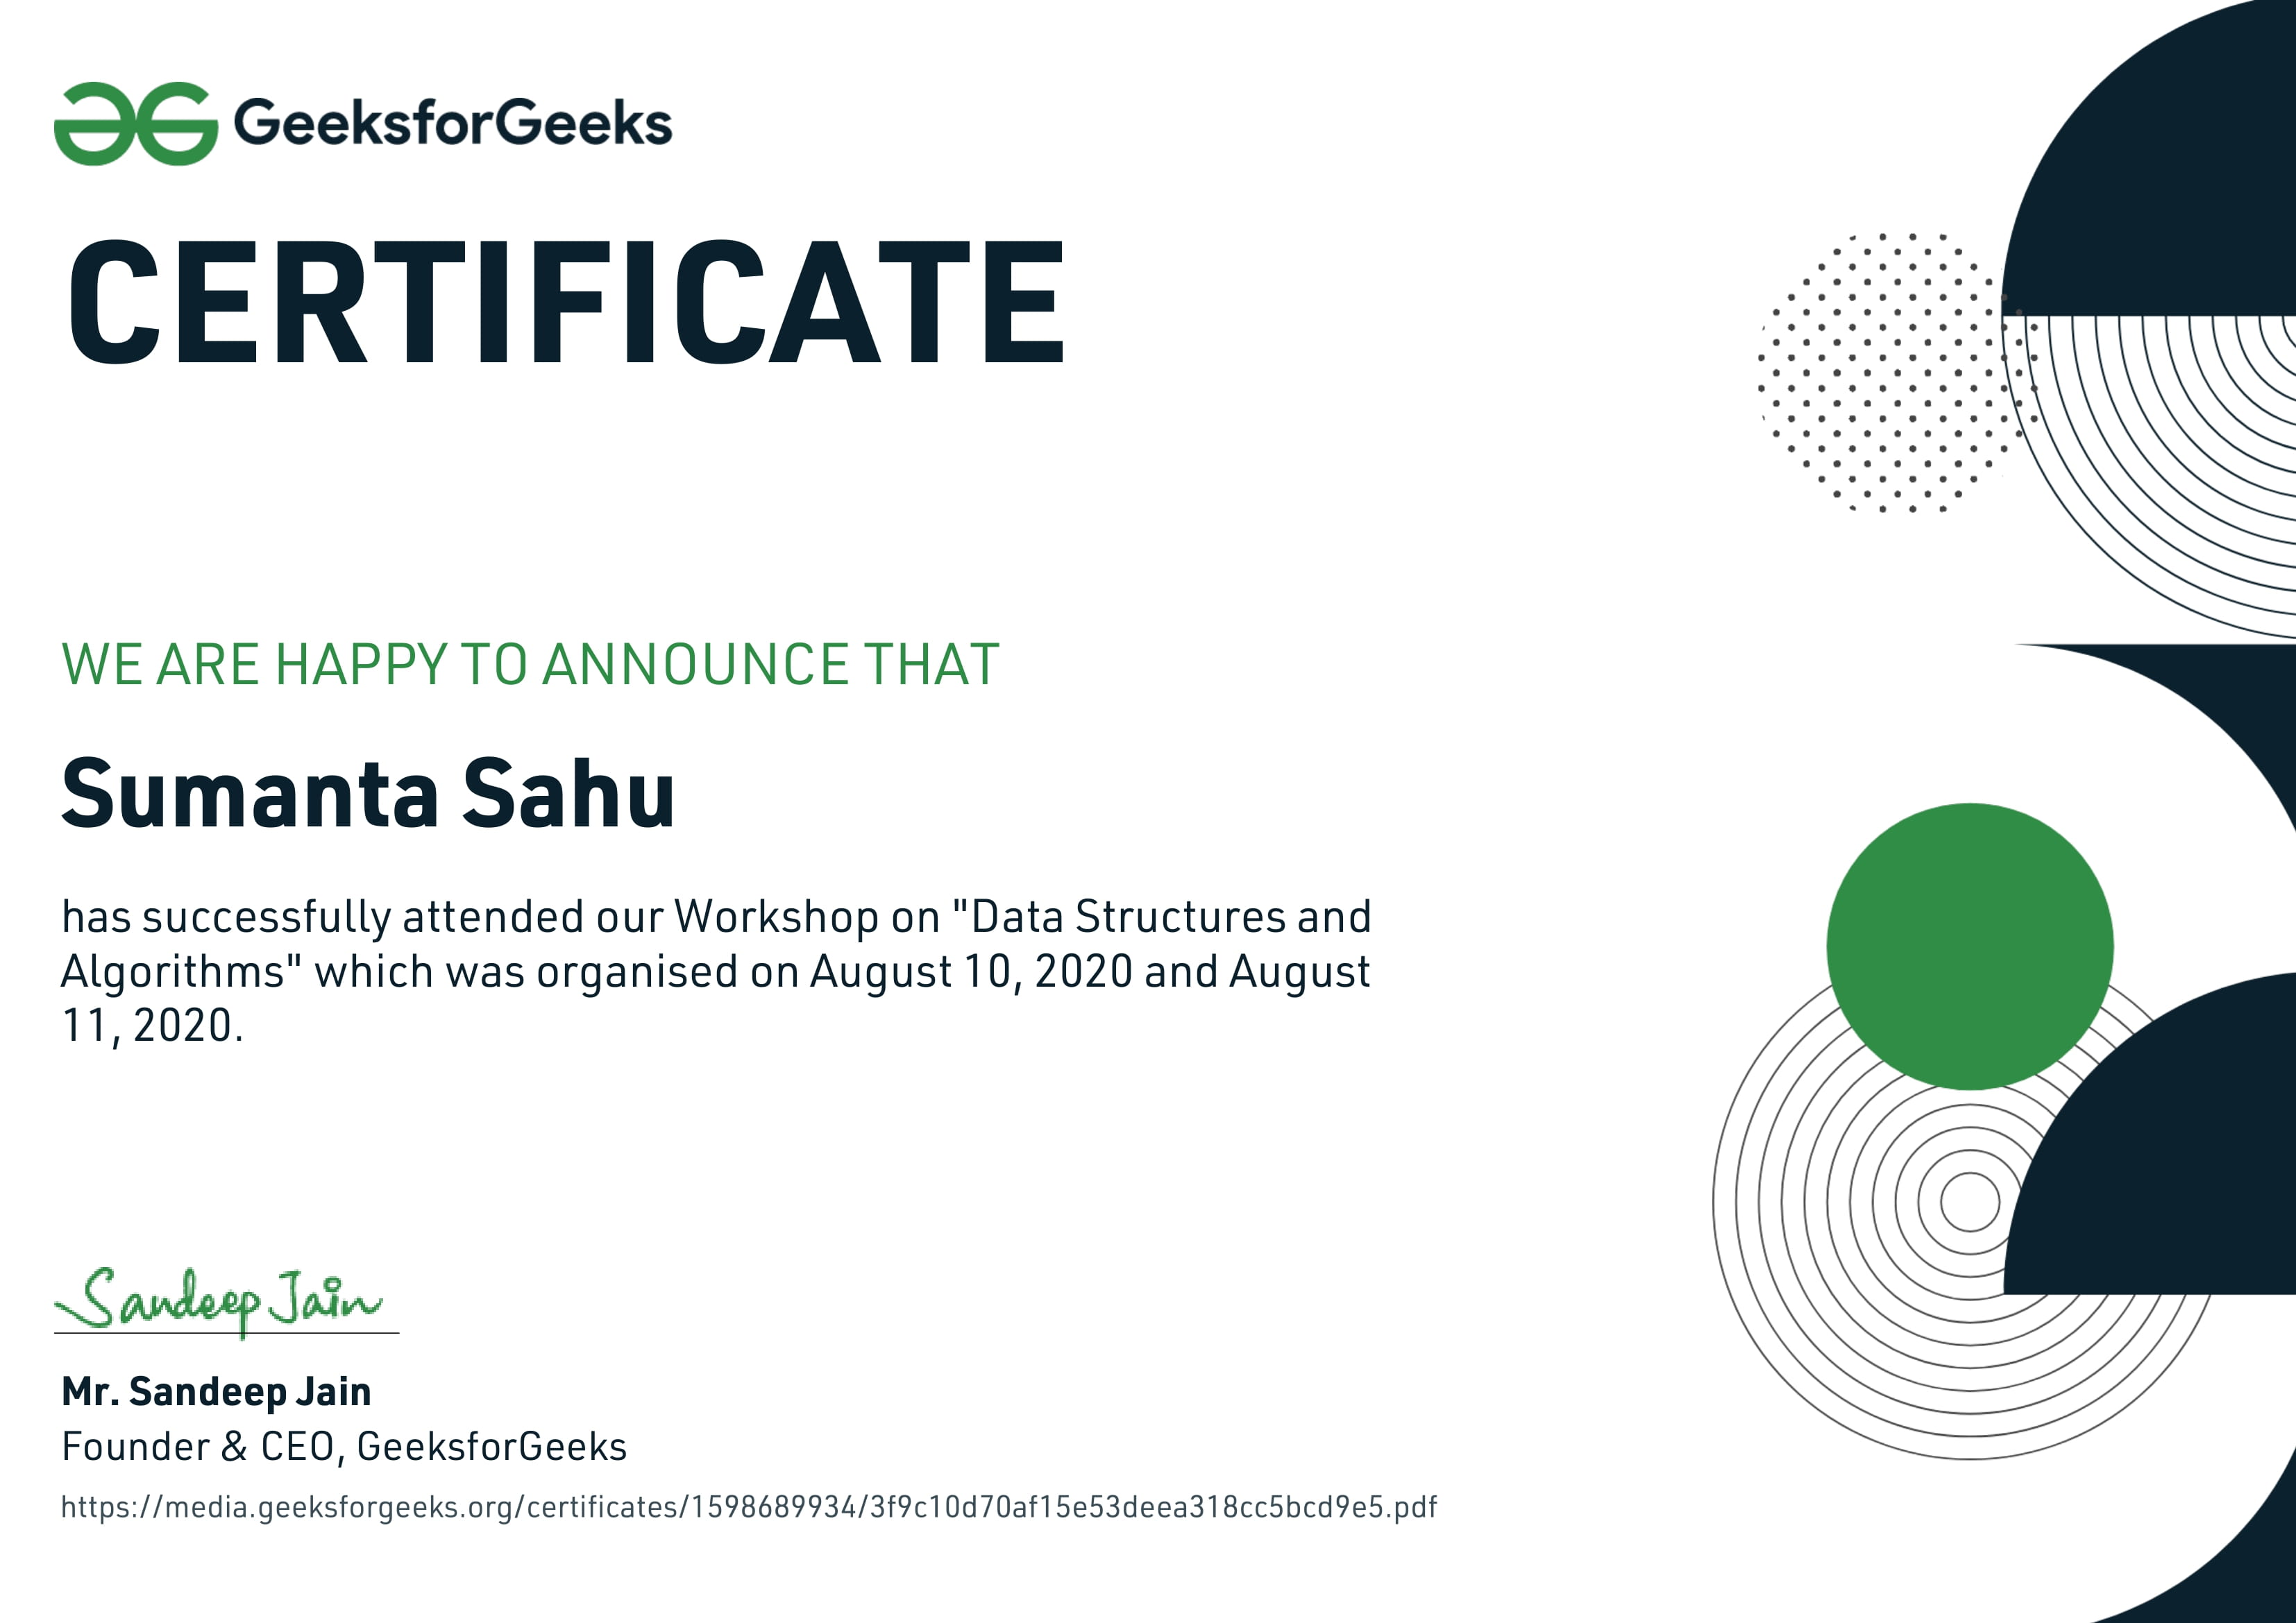 GeeksforGeeks
CERTIFICATE
WE ARE HAPPY TO ANNOUNCE THAT
Sumanta Sahu
has successfully attended our Workshop on "Data Structures and
Algorithms" which was organised on August 10, 2020 and August
11, 2020.
Sandeep Jain
Mr. Sandeep Jain
Founder & CEO, GeeksforGeeks
https://media.geeksforgeeks.org/certificates/1598689934/3f9c10d70af15e53deea318cc5bcd9e5.pdf